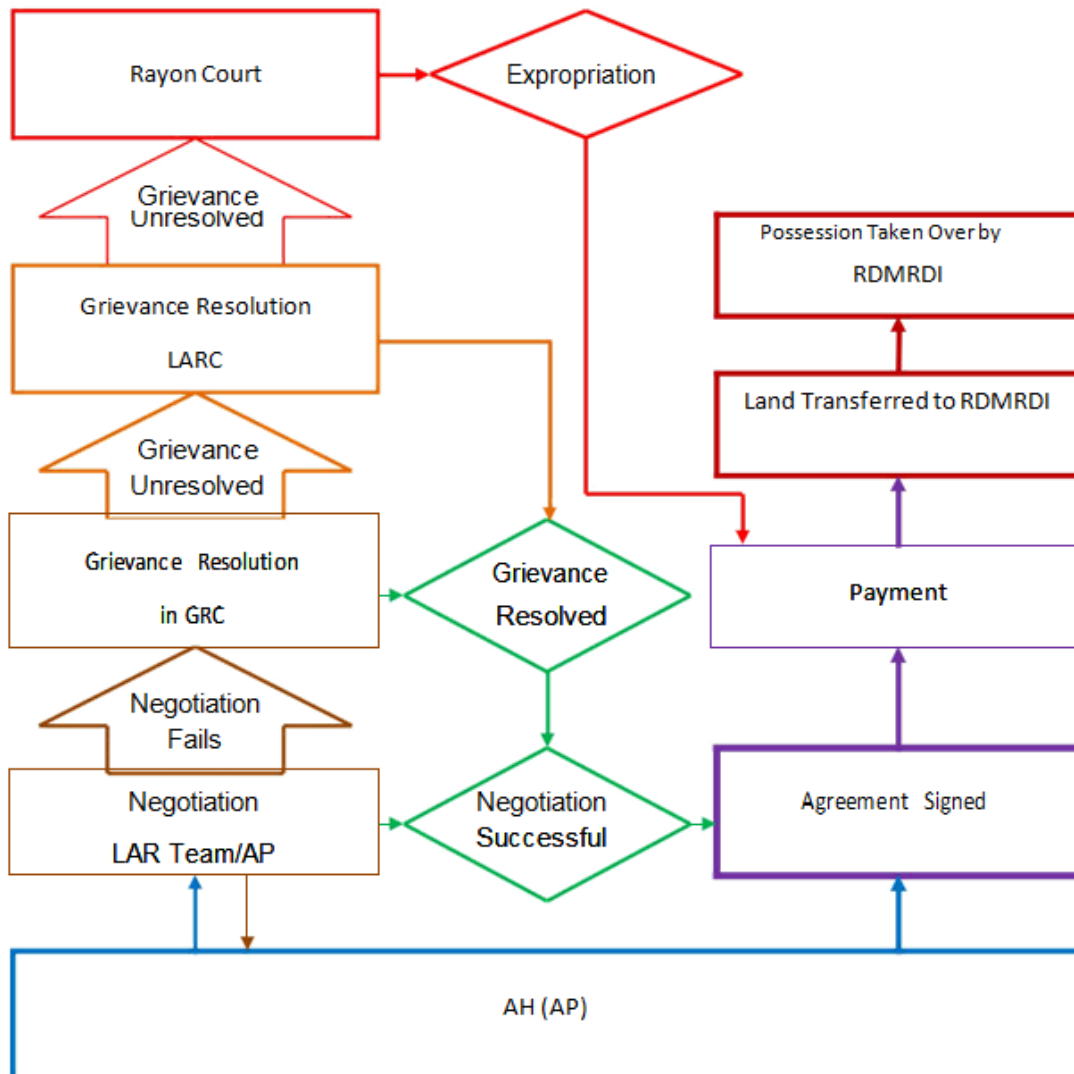 Rayon Court
Expropriation
Grievance
Unresolved
Possession Taken Over by
RDMRDI
Grievance Resolution
LARC
Land Transferred to RDMRDI
Grievance
Unresolved
Grievance Resolution
in GRC
Grievance
Resolved
Payment
Negotiation
Fails
Negotiation
LAR Team/AP
Negotiation
Successful
Agreement Signed
AH (AP)